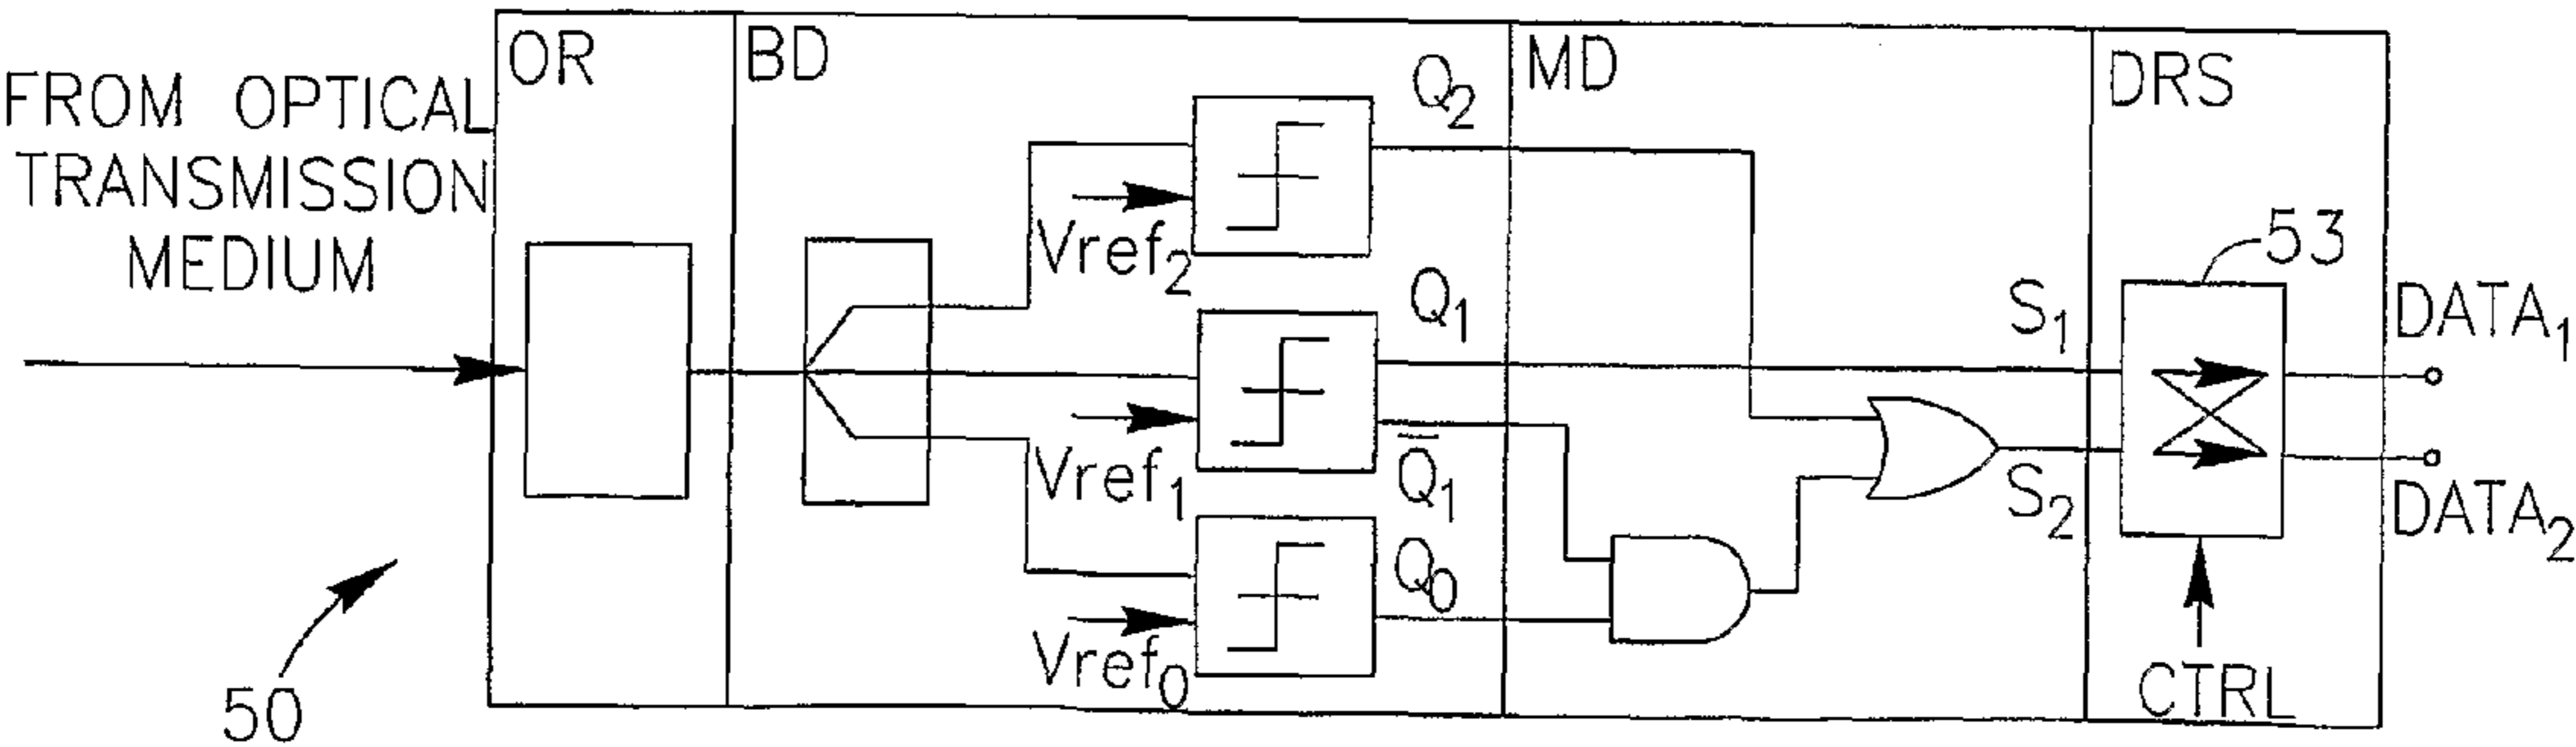 FROM OPTICAL
TRANSMISSION
MEDIUM
50
OR
BD
Q₂
Vref₂
Q₁
Vref₁
Q̅₁
Q₀
Vref₀
MD
S₁
S₂
DRS
53
CTRL
DATA₁
DATA₂